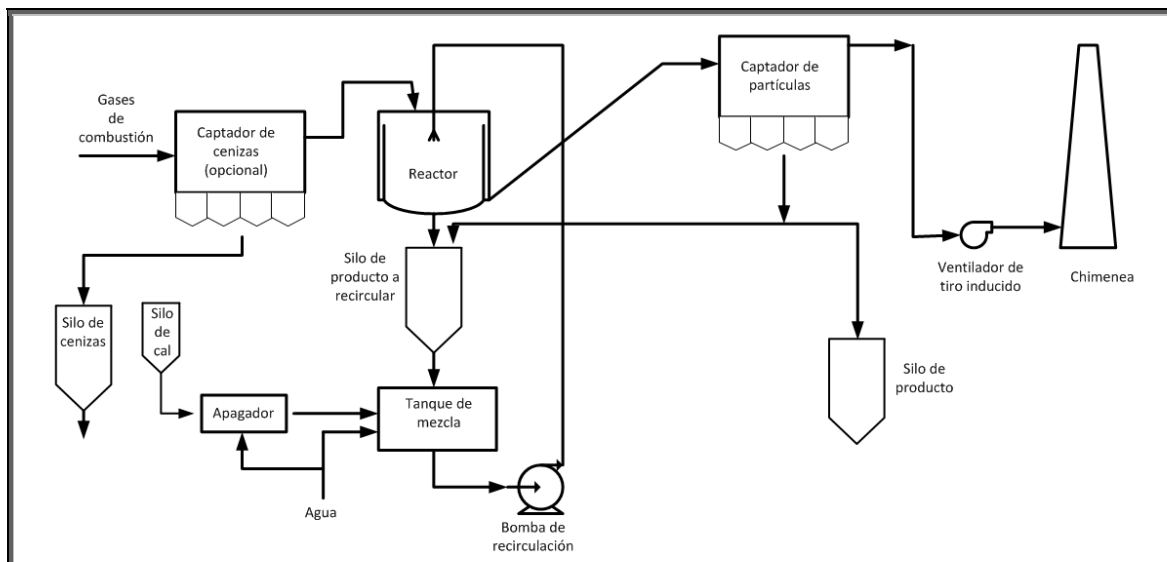 Gases
de
combustión
Captador de
cenizas
(opcional)
Reactor
Captador de
partículas
Silo de
producto a
recircular
Ventilador de
tiro inducido
Chimenea
Silo de
cenizas
Silo
de
cal
Silo de
producto
Apagador
Tanque de
mezcla
Agua
Bomba de
recirculación